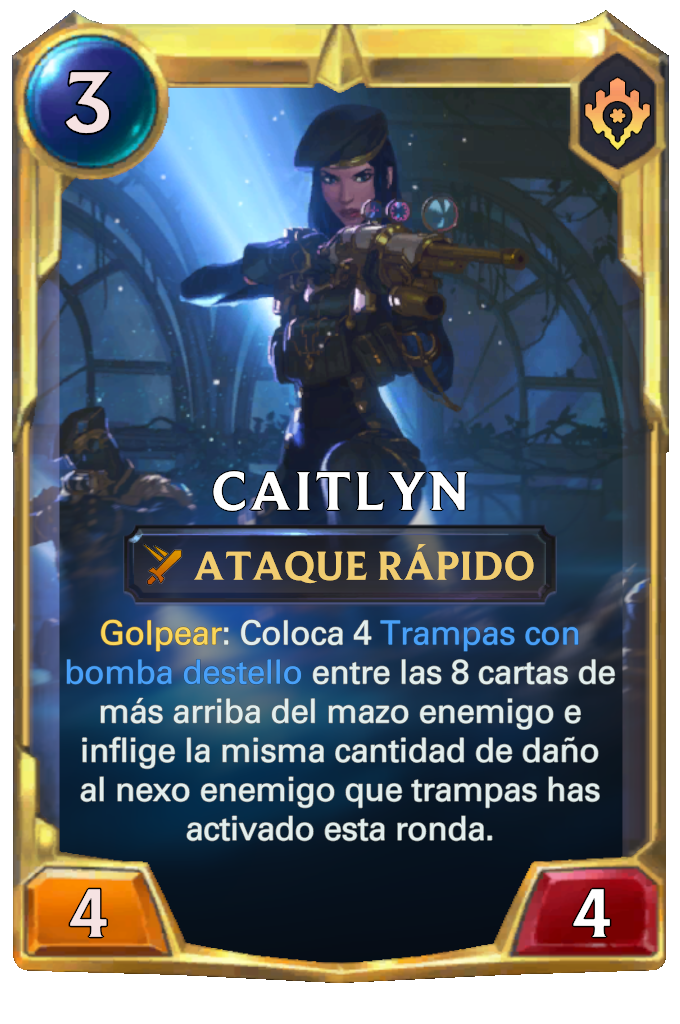 3
CAITLYN
ATAQUE RÁPIDO
Golpear: Coloca 4 Trampas con
bomba destello entre las 8 cartas de
más arriba del mazo enemigo e
inflige la misma cantidad de daño
al nexo enemigo que trampas has
activado esta ronda.
4
4